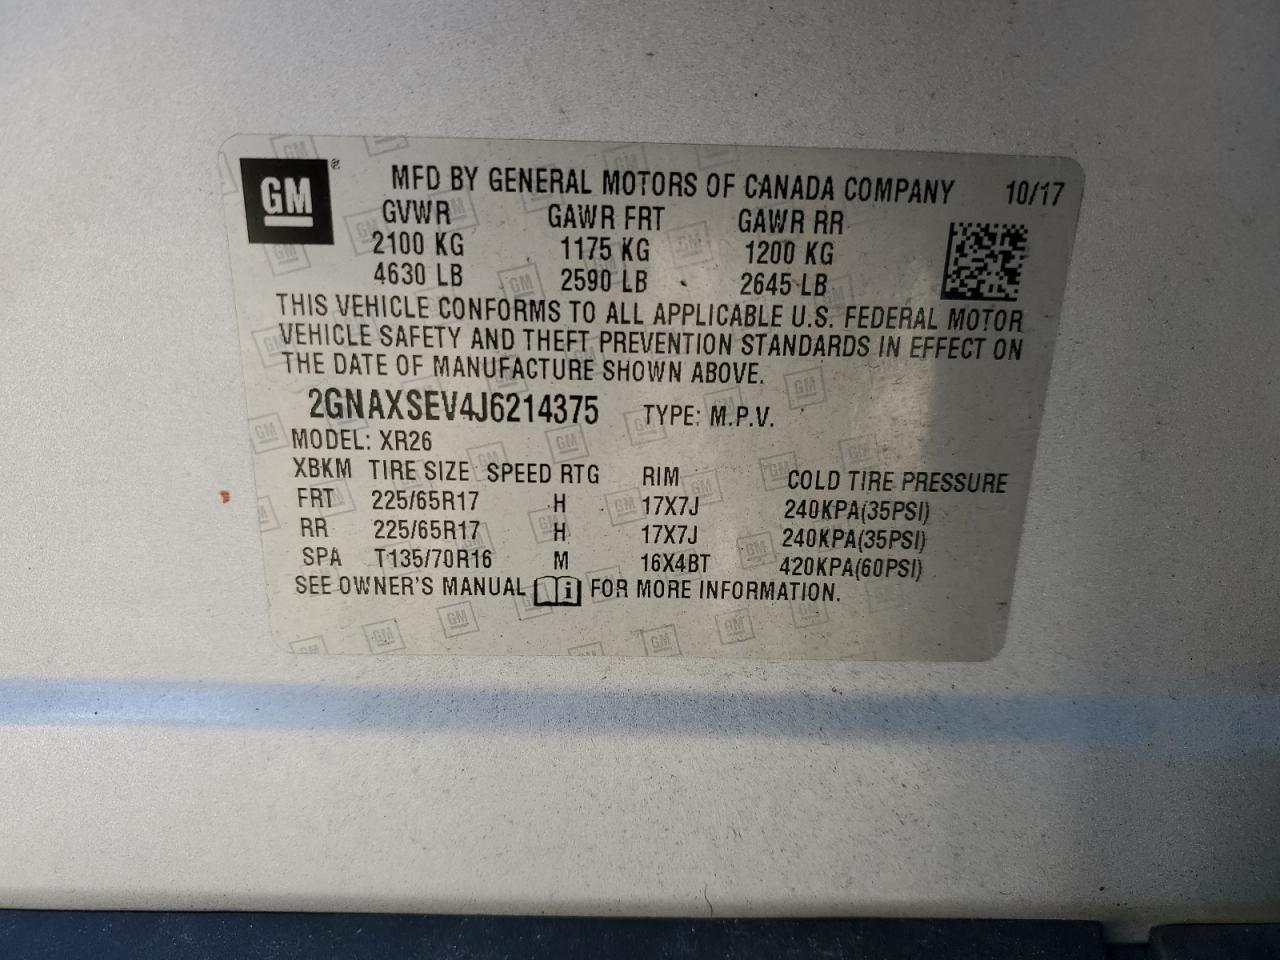 GM ® MFD BY GENERAL MOTORS OF CANADA COMPANY 10/17
GVWR GAWR FRT GAWR RR
2100 KG 1175 KG 1200 KG
4630 LB 2590 LB 2645 LB
THIS VEHICLE CONFORMS TO ALL APPLICABLE U.S. FEDERAL MOTOR
VEHICLE SAFETY AND THEFT PREVENTION STANDARDS IN EFFECT ON
THE DATE OF MANUFACTURE SHOWN ABOVE.
2GNAXSEV4J6214375 TYPE: M.P.V.
MODEL: XR26
XBKM TIRE SIZE SPEED RTG RIM COLD TIRE PRESSURE
FRT 225/65R17 H 17X7J 240KPA(35PSI)
RR 225/65R17 H 17X7J 240KPA(35PSI)
SPA T135/70R16 M 16X4BT 420KPA(60PSI)
SEE OWNER'S MANUAL i FOR MORE INFORMATION.